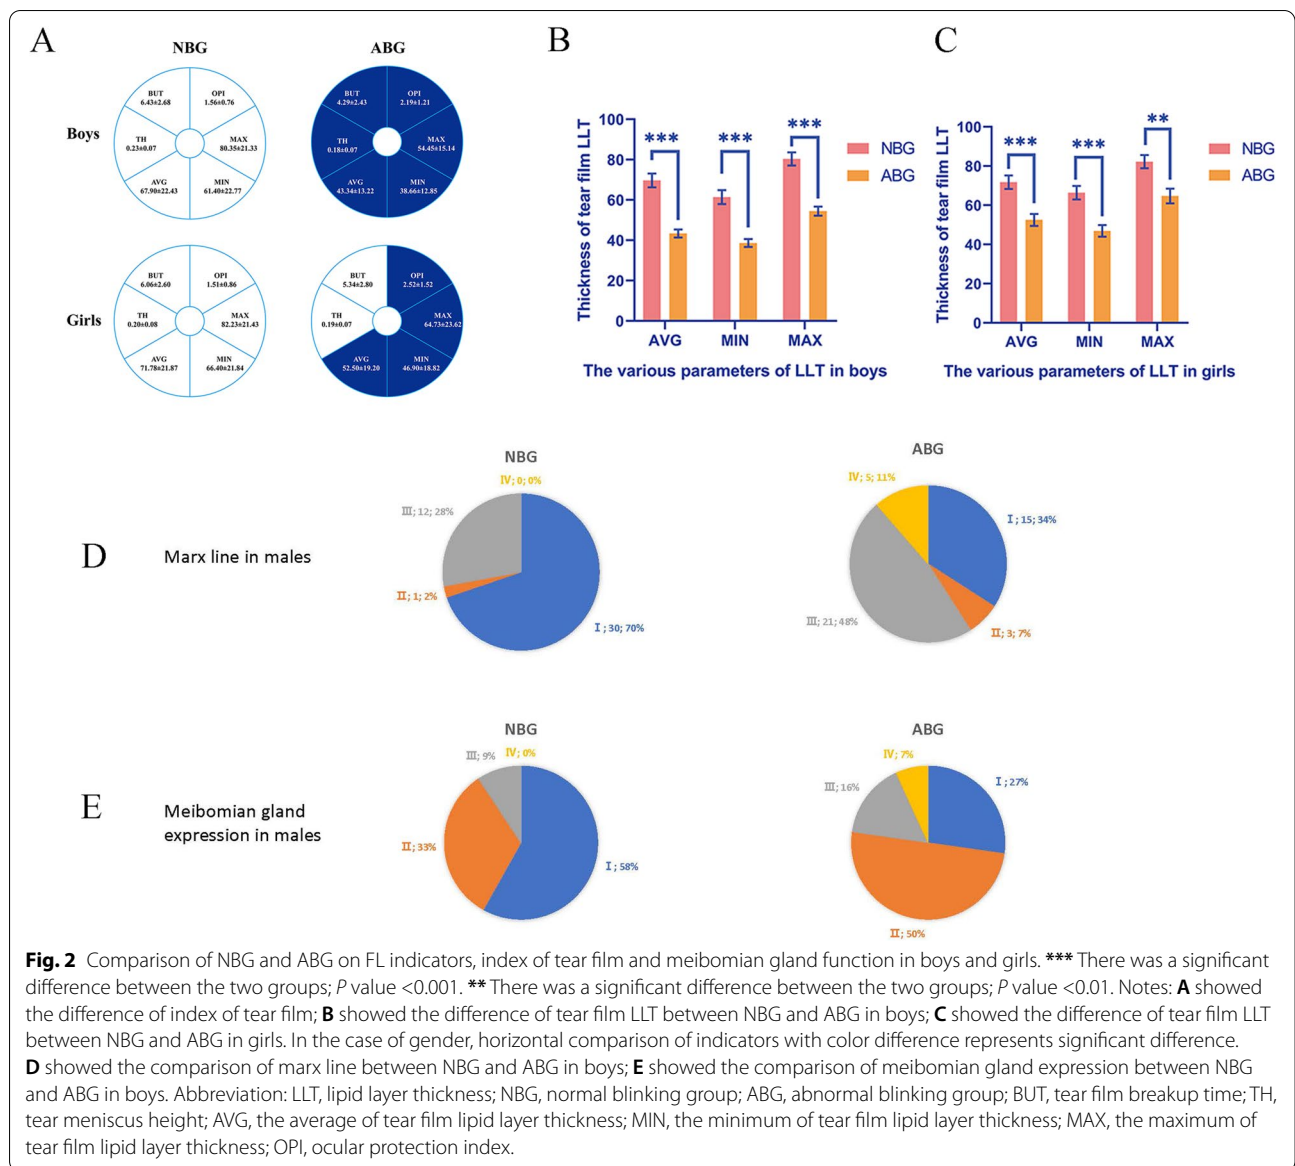 A
NBG
ABG
Boys
BUT
6.43±2.68
OPI
1.56±0.76
TH
0.23±0.07
MAX
80.35±21.33
AVG
67.90±22.43
MIN
61.40±22.77
BUT
4.29±2.43
OPI
2.19±1.21
TH
0.18±0.07
MAX
54.45±15.14
AVG
43.34±13.22
MIN
38.66±12.85
Girls
BUT
6.06±2.60
OPI
1.51±0.86
TH
0.20±0.08
MAX
82.23±21.43
AVG
71.78±21.87
MIN
66.40±21.84
BUT
5.34±2.80
OPI
2.52±1.52
TH
0.19±0.07
MAX
64.73±23.62
AVG
52.50±19.20
MIN
46.90±18.82
B
Thickness of tear film LLT
100
80
60
40
20
0
***
***
***
NBG
ABG
AVG
MIN
MAX
The various parameters of LLT in boys
C
Thickness of tear film LLT
100
80
60
40
20
0
***
***
**
NBG
ABG
AVG
MIN
MAX
The various parameters of LLT in girls
D
Marx line in males
NBG
IV; 0; 0%
III; 12; 28%
II; 1; 2%
I; 30; 70%
ABG
IV; 5; 11%
I; 15; 34%
III; 21; 48%
II; 3; 7%
E
Meibomian gland
expression in males
NBG
IV; 0%
III; 9%
II; 33%
I; 58%
ABG
IV; 7%
I; 27%
III; 16%
II; 50%
Fig. 2 Comparison of NBG and ABG on FL indicators, index of tear film and meibomian gland function in boys and girls. *** There was a significant
difference between the two groups; P value <0.001. ** There was a significant difference between the two groups; P value <0.01. Notes: A showed
the difference of index of tear film; B showed the difference of tear film LLT between NBG and ABG in boys; C showed the difference of tear film LLT
between NBG and ABG in girls. In the case of gender, horizontal comparison of indicators with color difference represents significant difference.
D showed the comparison of marx line between NBG and ABG in boys; E showed the comparison of meibomian gland expression between NBG
and ABG in boys. Abbreviation: LLT, lipid layer thickness; NBG, normal blinking group; ABG, abnormal blinking group; BUT, tear film breakup time; TH,
tear meniscus height; AVG, the average of tear film lipid layer thickness; MIN, the minimum of tear film lipid layer thickness; MAX, the maximum of
tear film lipid layer thickness; OPI, ocular protection index.